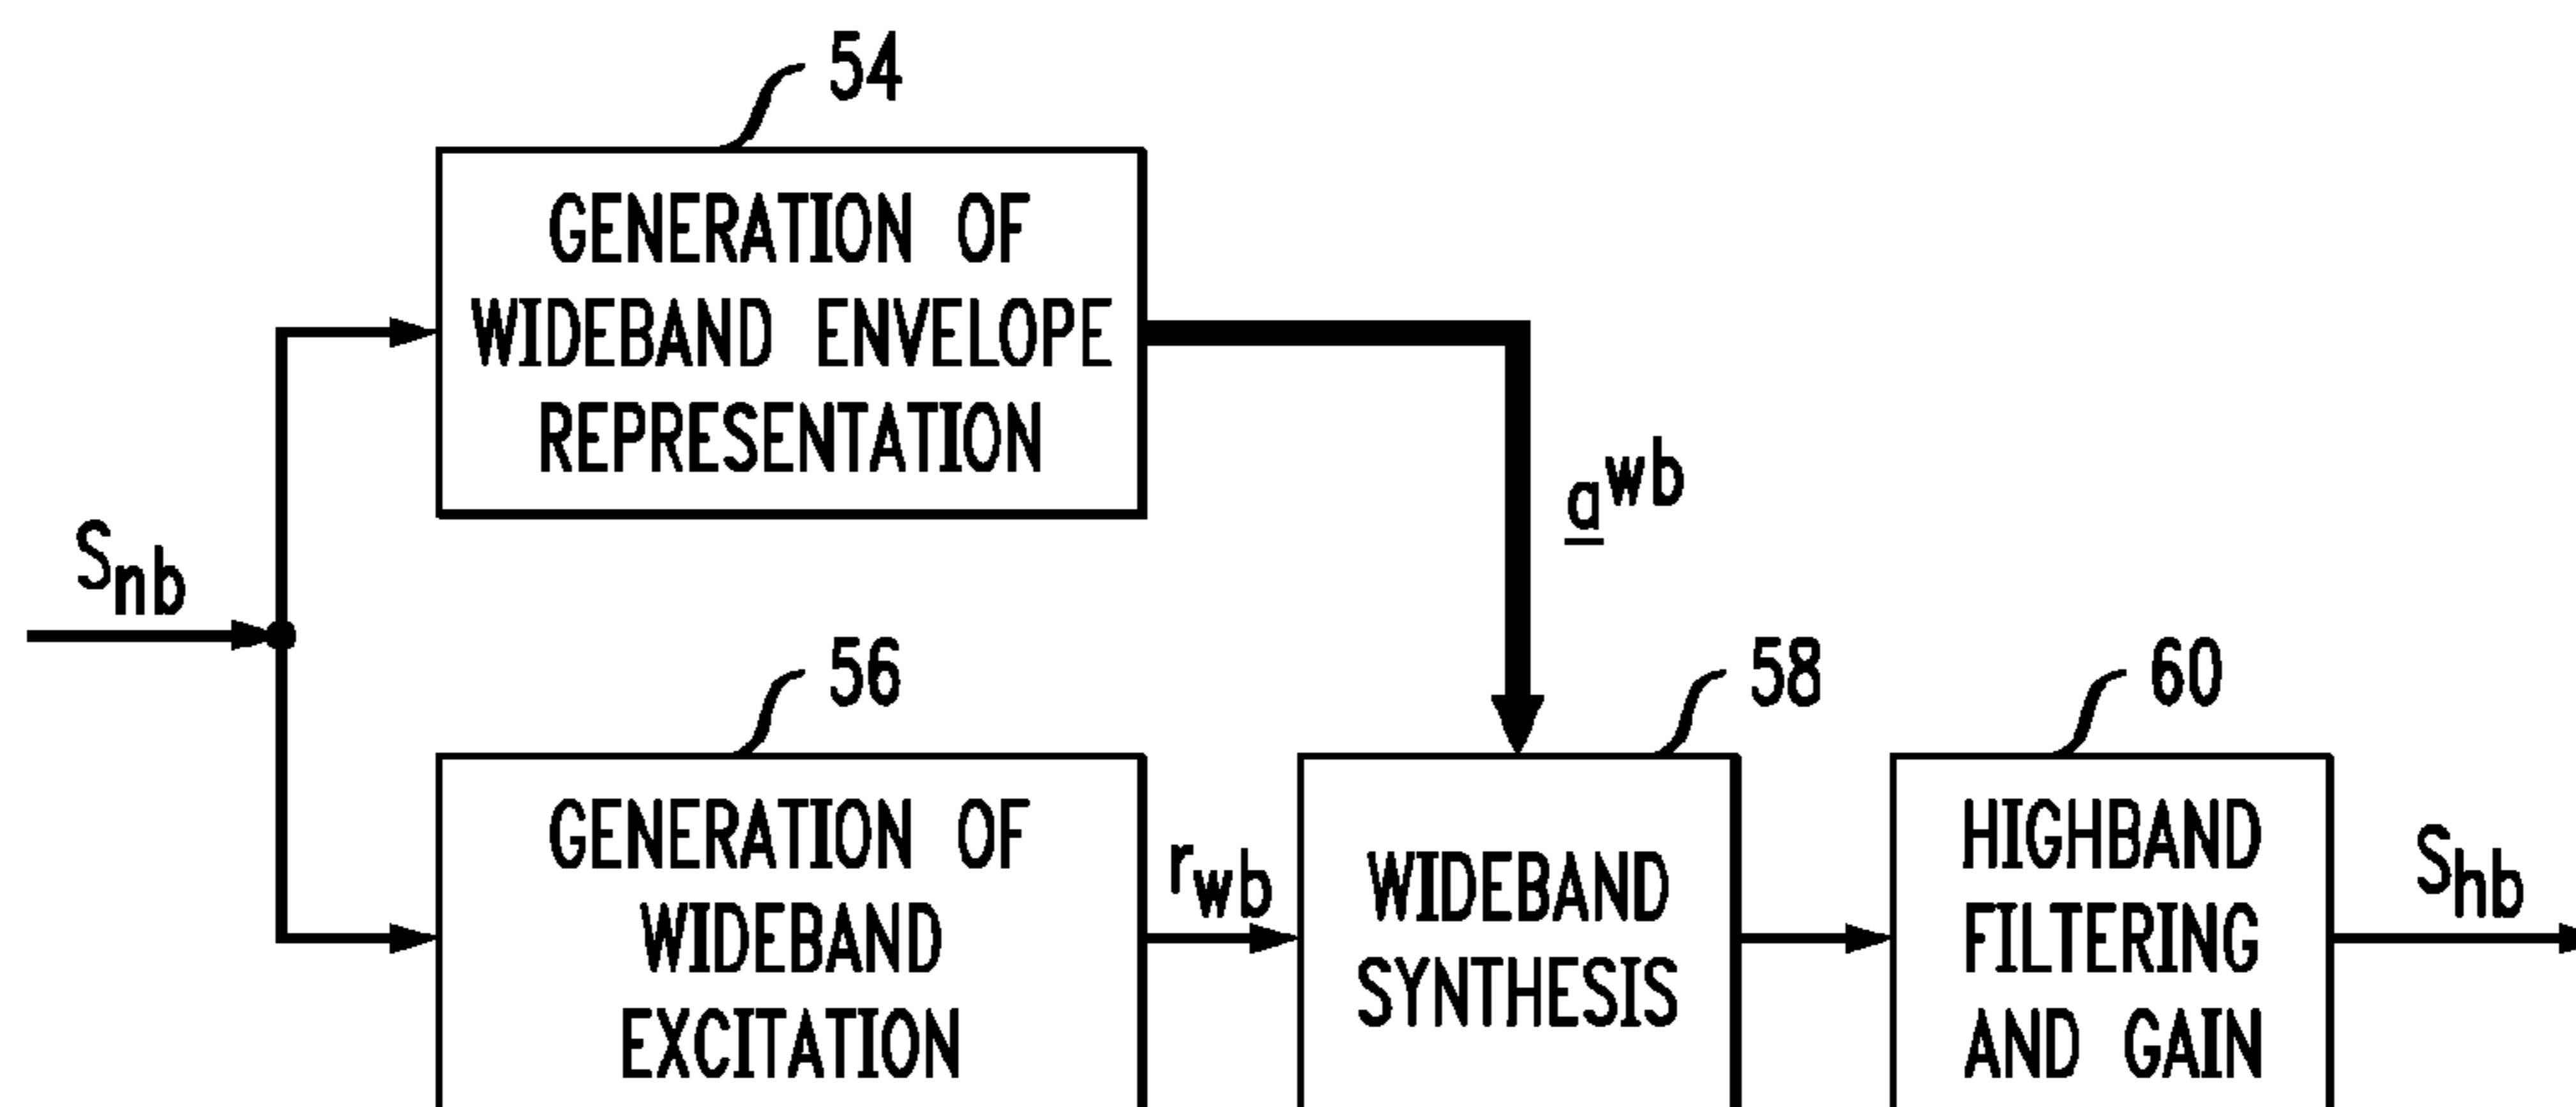 54
GENERATION OF
WIDEBAND ENVELOPE
REPRESENTATION
a^wb
S_nb
56
58
60
GENERATION OF
WIDEBAND
EXCITATION
r_wb
WIDEBAND
SYNTHESIS
HIGHBAND
FILTERING
AND GAIN
S_hb